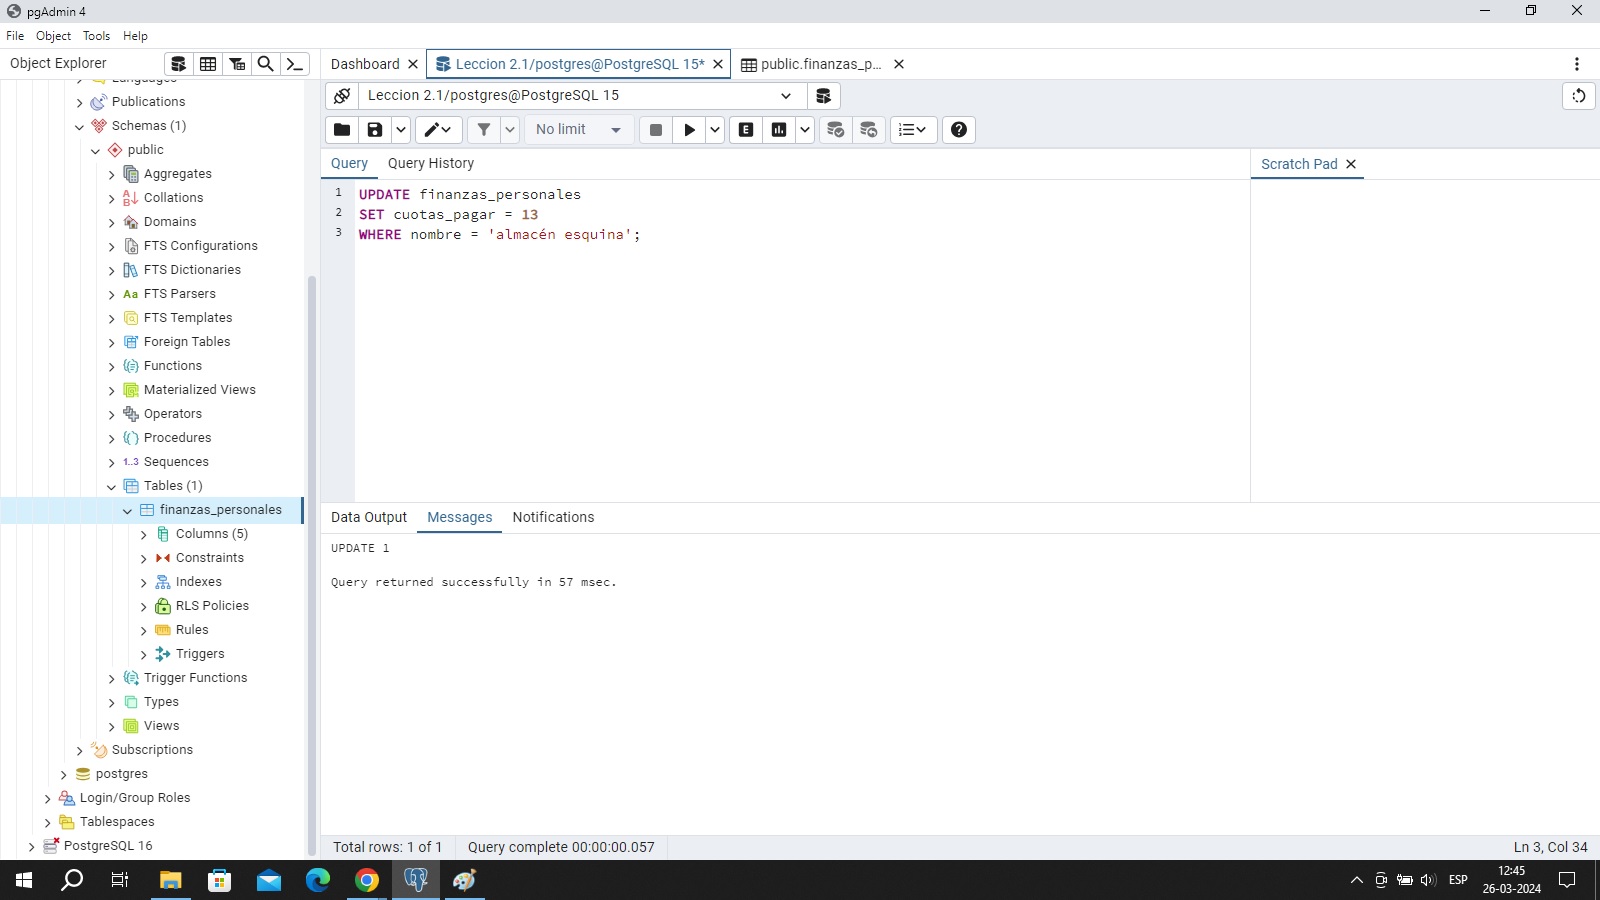 pgAdmin 4
File Object Tools Help
Object Explorer
Dashboard
Leccion 2.1/postgres@PostgreSQL 15*
public.finanzas_p...
Languages
Publications
Schemas (1)
public
Aggregates
Collations
Domains
FTS Configurations
FTS Dictionaries
Aa FTS Parsers
FTS Templates
Foreign Tables
Functions
Materialized Views
Operators
Procedures
1..3 Sequences
Tables (1)
finanzas_personales
Columns (5)
Constraints
Indexes
RLS Policies
Rules
Triggers
Trigger Functions
Types
Views
Subscriptions
postgres
Login/Group Roles
Tablespaces
PostgreSQL 16
Leccion 2.1/postgres@PostgreSQL 15
No limit
E
Query Query History
Scratch Pad
1 UPDATE finanzas_personales
2 SET cuotas_pagar = 13
3 WHERE nombre = 'almacén esquina';
Data Output Messages Notifications
UPDATE 1
Query returned successfully in 57 msec.
Total rows: 1 of 1 Query complete 00:00:00.057 Ln 3, Col 34
ESP
12:45
26-03-2024